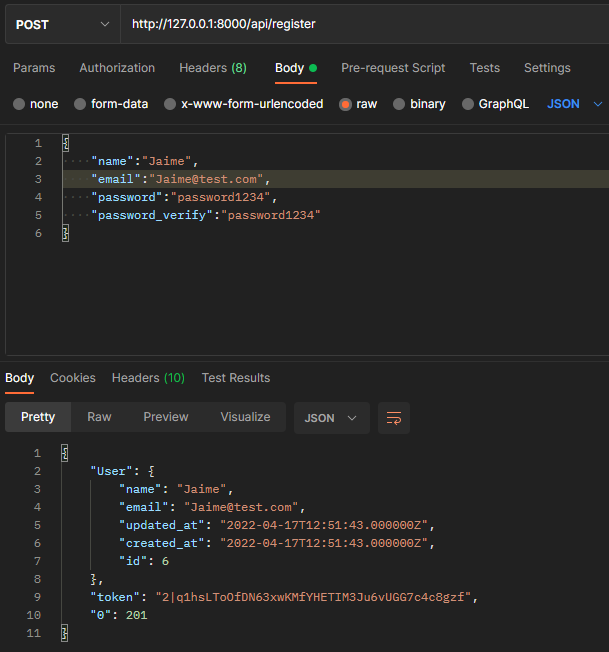 POST http://127.0.0.1:8000/api/register
Params Authorization Headers (8) Body Pre-request Script Tests Settings
none form-data x-www-form-urlencoded raw binary GraphQL JSON
1 {
2 "name":"Jaime",
3 "email":"Jaime@test.com",
4 "password":"password1234",
5 "password_verify":"password1234"
6 }
Body Cookies Headers (10) Test Results
Pretty Raw Preview Visualize JSON
1 {
2 "User": {
3 "name": "Jaime",
4 "email": "Jaime@test.com",
5 "updated_at": "2022-04-17T12:51:43.000000Z",
6 "created_at": "2022-04-17T12:51:43.000000Z",
7 "id": 6
8 },
9 "token": "2|q1hsLToOfDN63xwKMfYHETIM3Ju6vUGG7c4c8gzf",
10 "0": 201
11 }